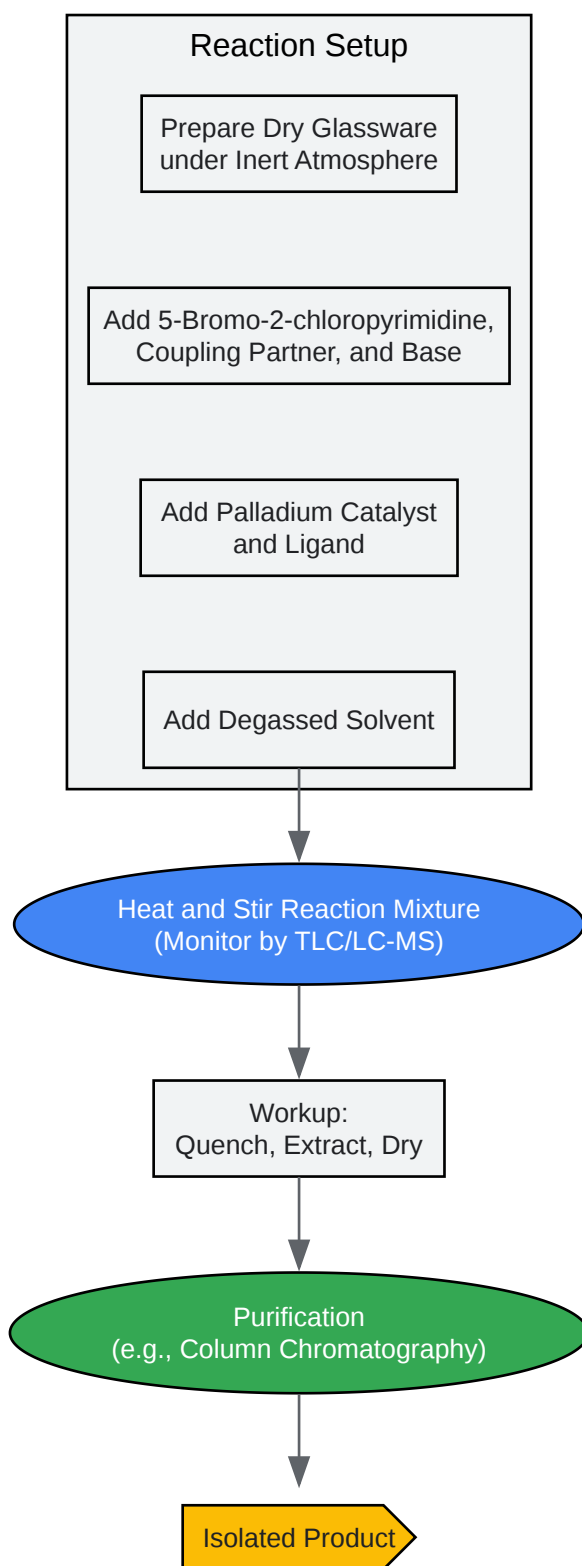 Reaction Setup
Prepare Dry Glassware
under Inert Atmosphere
Add 5-Bromo-2-chloropyrimidine,
Coupling Partner, and Base
Add Palladium Catalyst
and Ligand
Add Degassed Solvent
Heat and Stir Reaction Mixture
(Monitor by TLC/LC-MS)
Workup:
Quench, Extract, Dry
Purification
(e.g., Column Chromatography)
Isolated Product